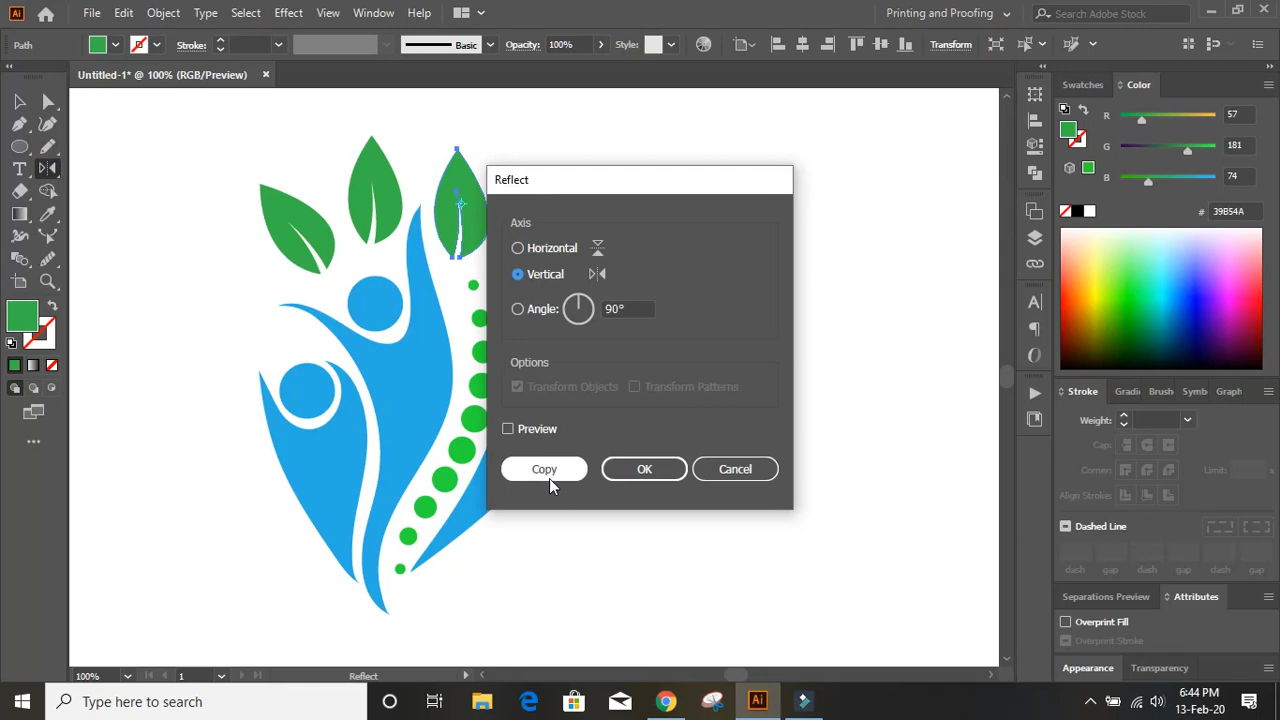 Ai File Edit Object Type Select Effect View Window Help Printing and Proofing Search Adobe Stock
Path Stroke: Basic Opacity: 100% Style: Transform
Untitled-1* @ 100% (RGB/Preview)
Swatches Color
R 57
G 181
B 74
# 39B54A
Reflect
Axis
Horizontal
Vertical
Angle: 90°
Options
Transform Objects Transform Patterns
Preview
Copy OK Cancel
Stroke Gradi Brush Symb Graph
Weight:
Cap:
Corner: Limit:
Align Stroke:
Dashed Line
dash gap dash gap dash gap
Separations Preview Attributes
Overprint Fill
Overprint Stroke
Appearance Transparency
100% 1 Reflect
Type here to search
Ai
6:44 PM
13-Feb-20